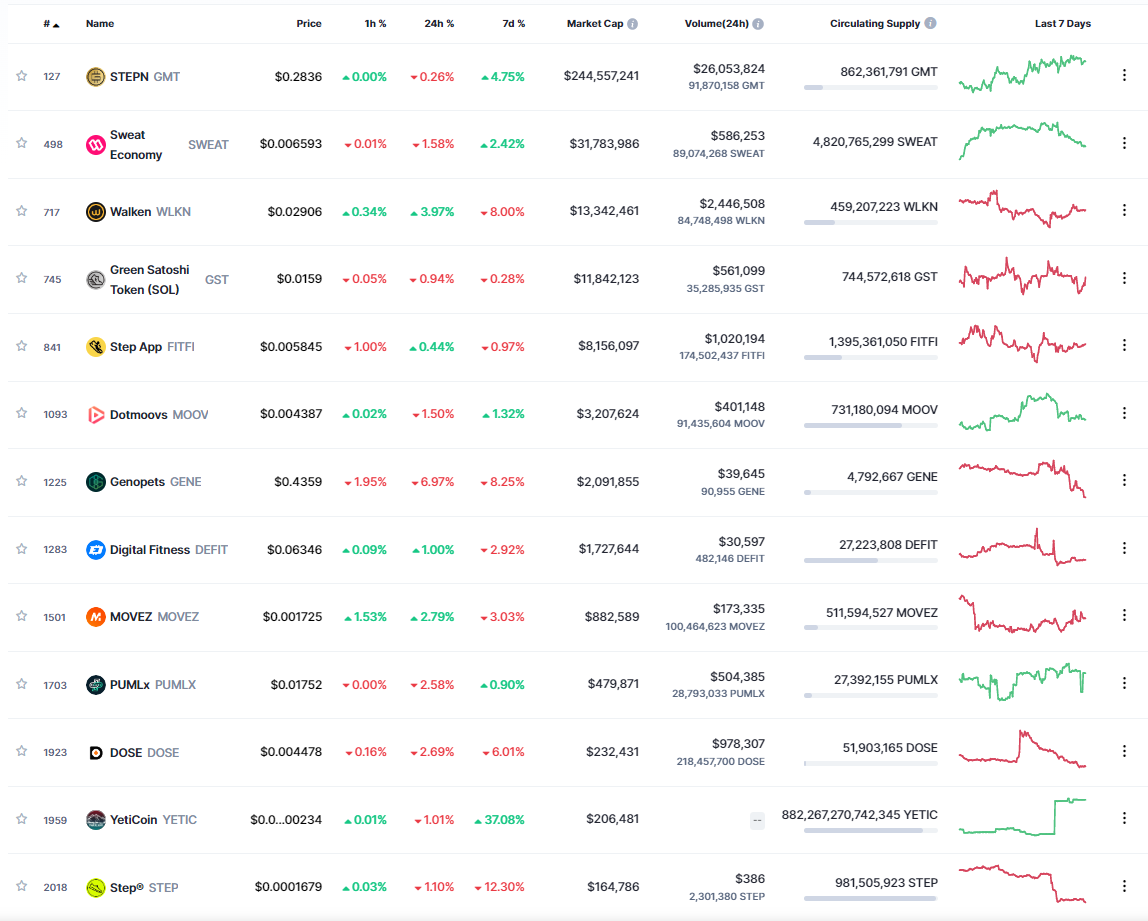 # Name Price 1h % 24h % 7d % Market Cap Volume(24h) Circulating Supply Last 7 Days
127 STEPN GMT $0.2836 0.00% 0.26% 4.75% $244,557,241 $26,053,824 862,361,791 GMT
91,870,158 GMT
498 Sweat Economy SWEAT $0.006593 0.01% 1.58% 2.42% $31,783,986 $586,253 4,820,765,299 SWEAT
89,074,268 SWEAT
717 Walken WLKN $0.02906 0.34% 3.97% 8.00% $13,342,461 $2,446,508 459,207,223 WLKN
84,748,498 WLKN
745 Green Satoshi Token (SOL) GST $0.0159 0.05% 0.94% 0.28% $11,842,123 $561,099 744,572,618 GST
35,285,935 GST
841 Step App FITFI $0.005845 1.00% 0.44% 0.97% $8,156,097 $1,020,194 1,395,361,050 FITFI
174,502,437 FITFI
1093 Dotmoovs MOOV $0.004387 0.02% 1.50% 1.32% $3,207,624 $401,148 731,180,094 MOOV
91,435,604 MOOV
1225 Genopets GENE $0.4359 1.95% 6.97% 8.25% $2,091,855 $39,645 4,792,667 GENE
90,955 GENE
1283 Digital Fitness DEFIT $0.06346 0.09% 1.00% 2.92% $1,727,644 $30,597 27,223,808 DEFIT
482,146 DEFIT
1501 MOVEZ MOVEZ $0.001725 1.53% 2.79% 3.03% $882,589 $173,335 511,594,527 MOVEZ
100,464,623 MOVEZ
1703 PUMLx PUMLX $0.01752 0.00% 2.58% 0.90% $479,871 $504,385 27,392,155 PUMLX
28,793,033 PUMLX
1923 DOSE DOSE $0.004478 0.16% 2.69% 6.01% $232,431 $978,307 51,903,165 DOSE
218,457,700 DOSE
1959 YetiCoin YETIC $0.0...00234 0.01% 1.01% 37.08% $206,481 -- 882,267,270,742,345 YETIC
2018 Step® STEP $0.0001679 0.03% 1.10% 12.30% $164,786 $386 981,505,923 STEP
2,301,380 STEP